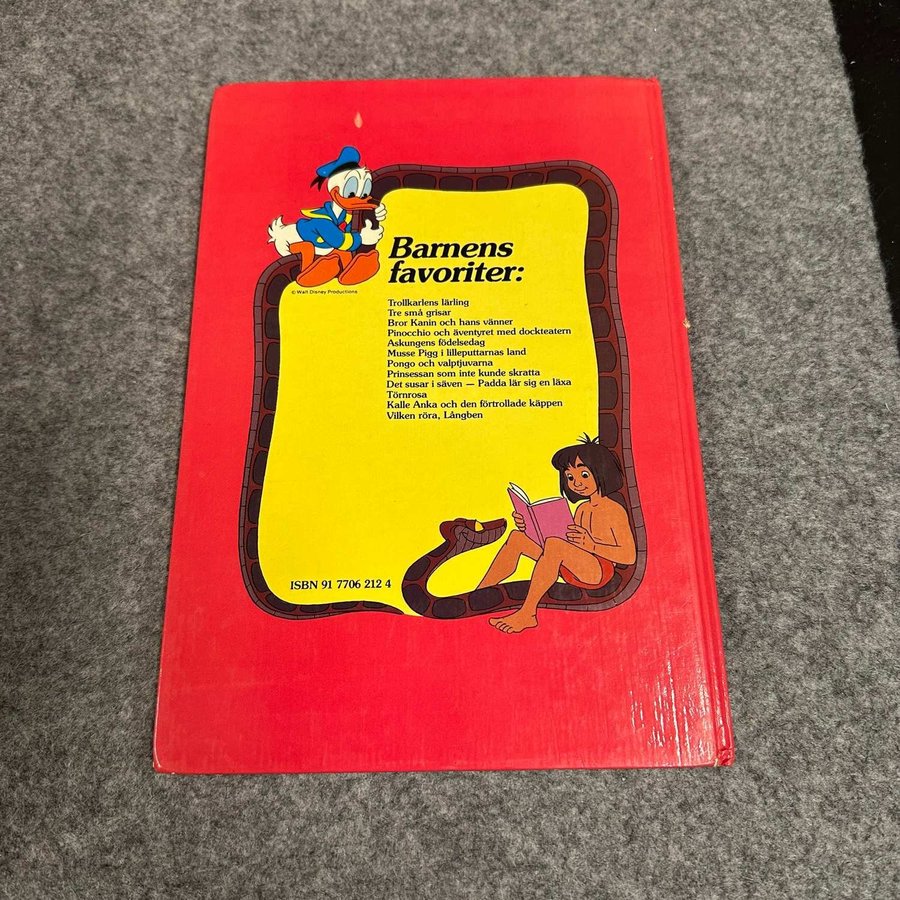 © Walt Disney Productions
Barnens
favoriter:
Trollkarlens lärling
Tre små grisar
Bror Kanin och hans vänner
Pinocchio och äventyret med dockteatern
Askungens födelsedag
Musse Pigg i lilleputtarnas land
Pongo och valptjuvarna
Prinsessan som inte kunde skratta
Det susar i säven — Padda lär sig en läxa
Törnrosa
Kalle Anka och den förtrollade käppen
Vilken röra, Långben
ISBN 91 7706 212 4